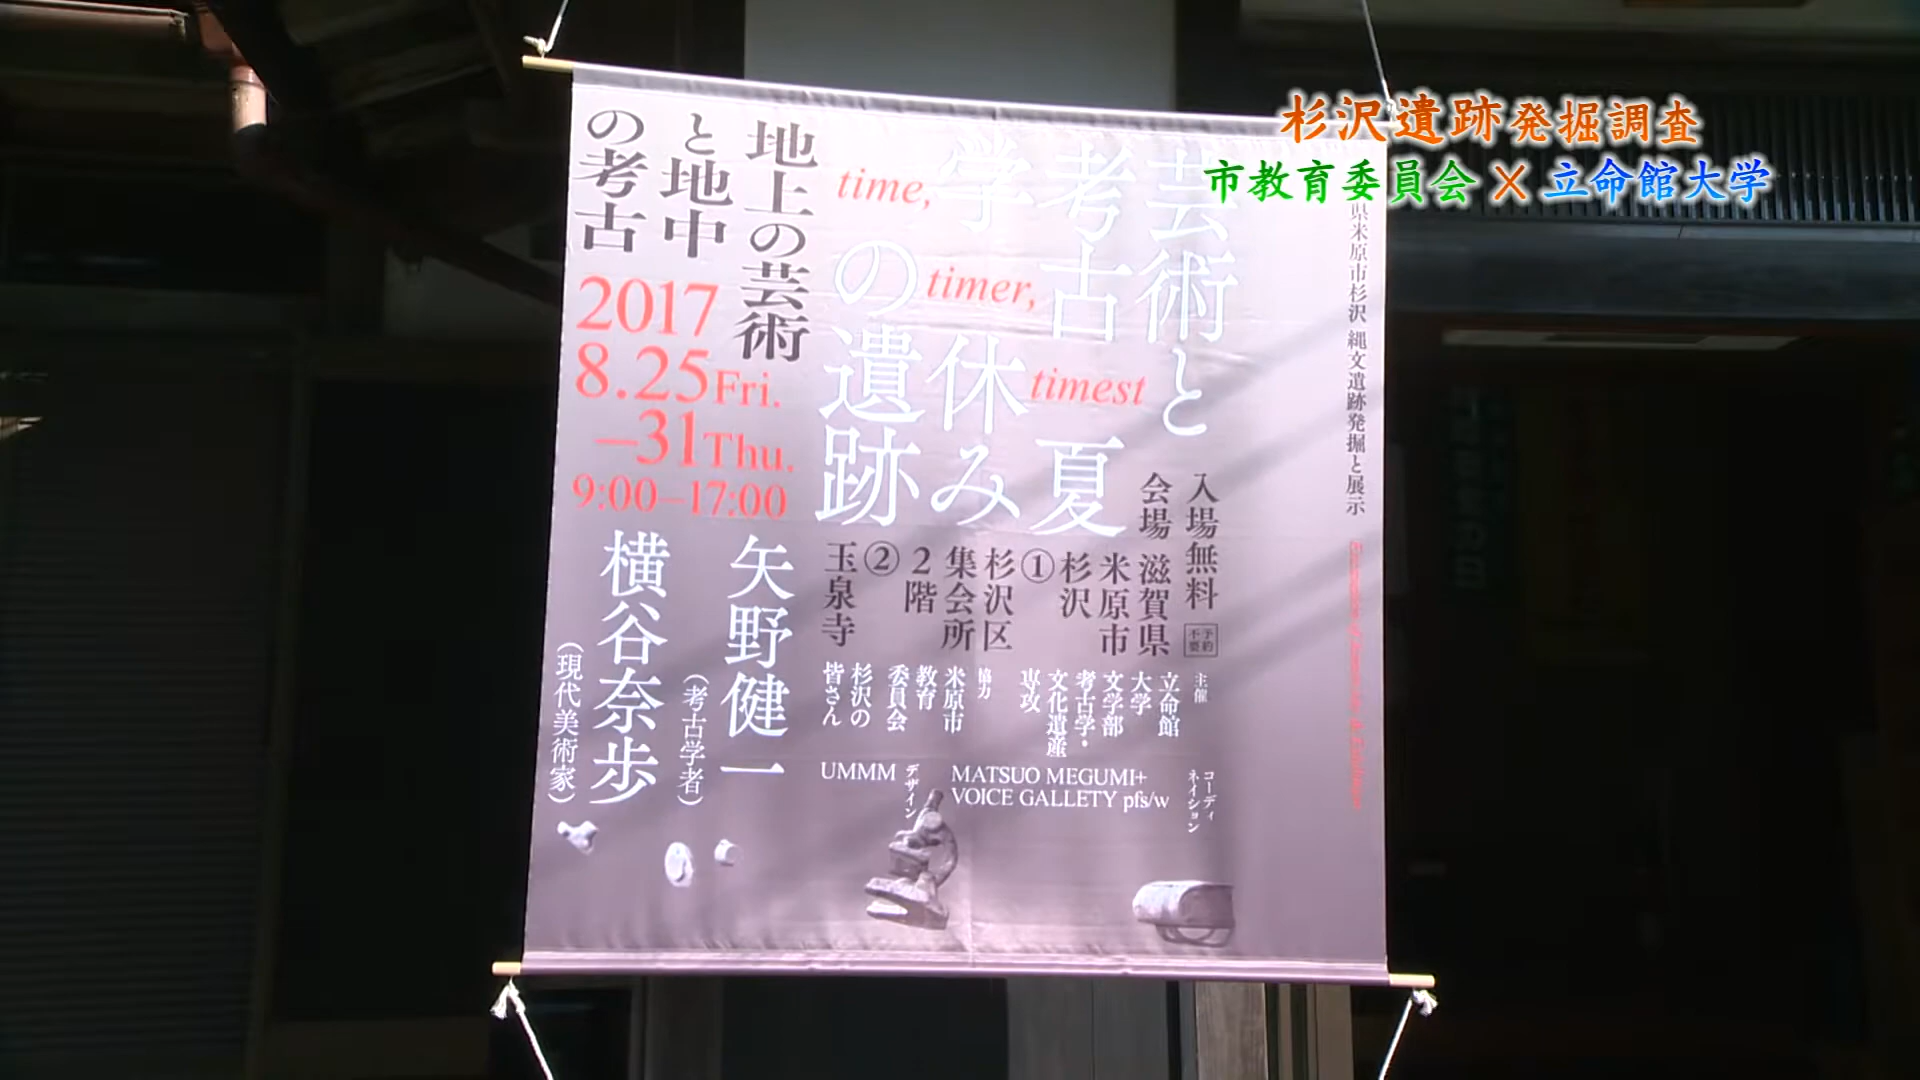 杉沢遺跡発掘調査
市教育委員会×立命館大学
県米原市杉沢 縄文遺跡発掘と展示
芸術と
考古
学
夏
休み
の遺跡
time,
timer,
timest
地上の芸術
と地中
の考古
2017
8.25Fri.
–31Thu.
9:00–17:00
入場無料
予約
不要
会場
滋賀県
米原市
杉沢
①
杉沢区
集会所
2階
②
玉泉寺
矢野健一
(考古学者)
横谷奈歩
(現代美術家)
主催
立命館
大学
文学部
考古学・
文化遺産
専攻
協力
米原市
教育
委員会
杉沢の
皆さん
コーディ
ネイション
MATSUO MEGUMI+
VOICE GALLETY pfs/w
デザイン
UMMM